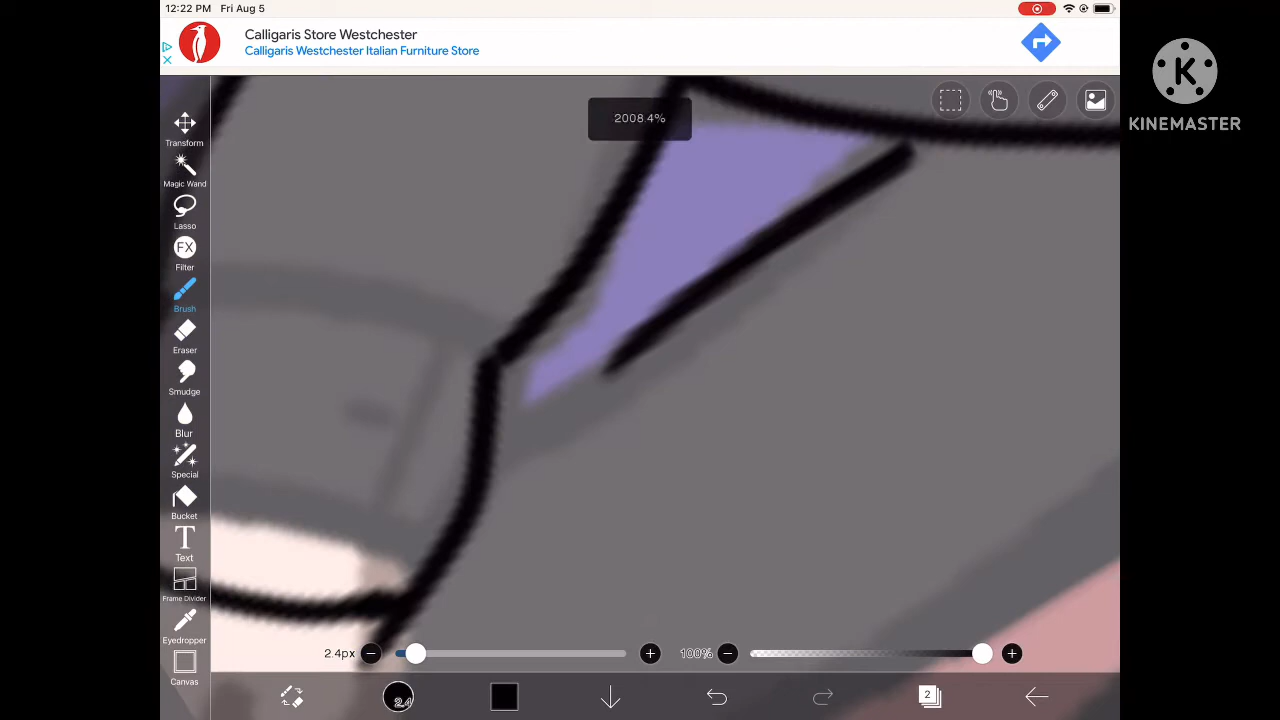 12:22 PM Fri Aug 5
Calligaris Store Westchester
Calligaris Westchester Italian Furniture Store
K
KINEMASTER
2008.4%
Transform
Magic Wand
Lasso
FX
Filter
Brush
Eraser
Smudge
Blur
Special
Bucket
T
Text
Frame Divider
Eyedropper
Canvas
2.4px
100%
2.4
2